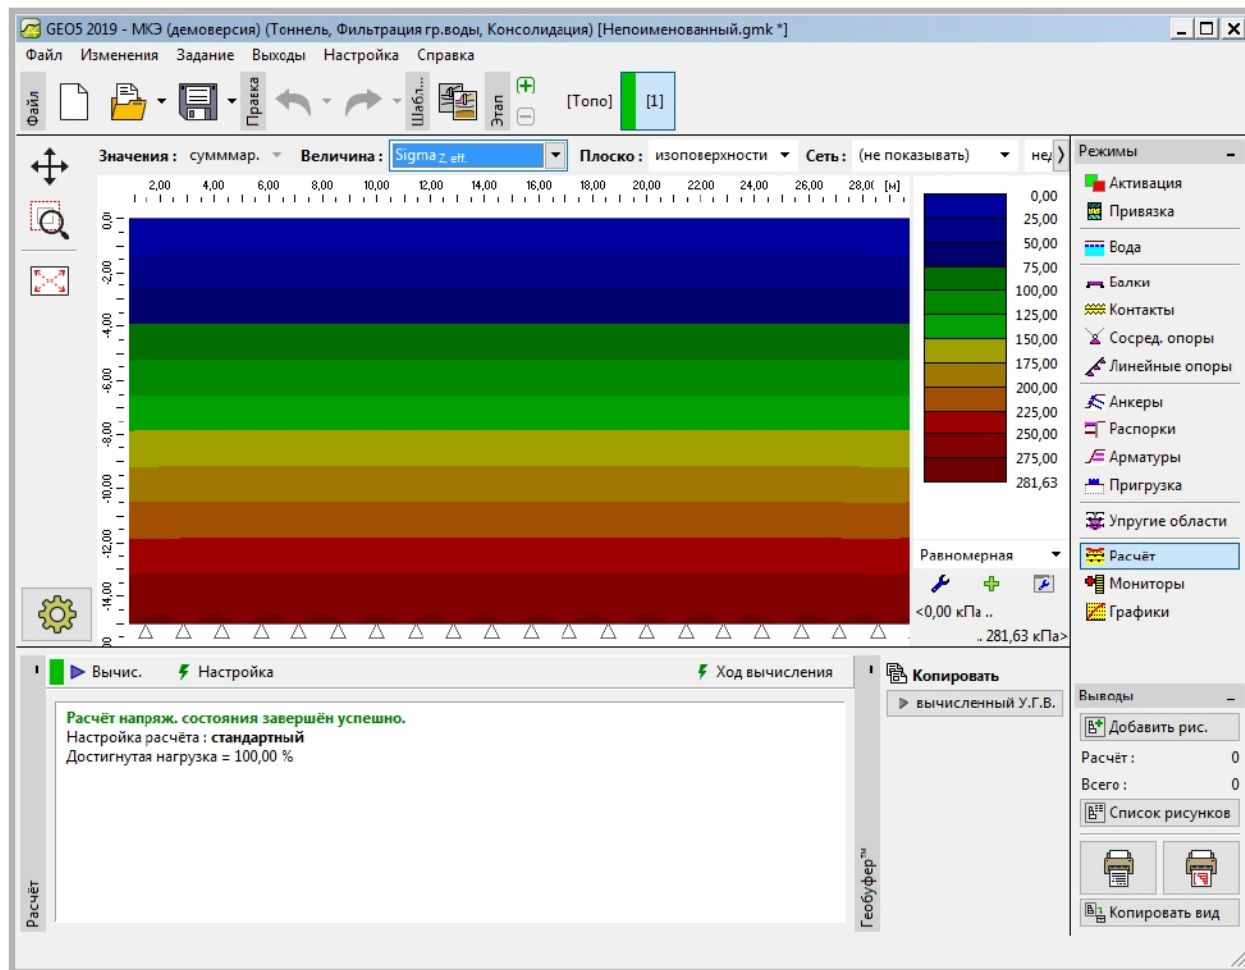 GEO5 2019 - МКЭ (демоверсия) (Тоннель, Фильтрация гр.воды, Консолидация) [Непоименованный.gmk *]
Файл Изменения Задание Выходы Настройка Справка
Файл
Правка
Шабл...
Этап
[Топо]
[1]
Значения : сумммар. Величина : Sigma Z, eff. Плоско : изоповерхности Сеть : (не показывать)
2,00 4,00 6,00 8,00 10,00 12,00 14,00 16,00 18,00 20,00 22,00 24,00 26,00 28,0( [м]
0,0
-2,00
-4,00
-6,00
-8,00
-10,00
-12,00
-14,00
0,00
25,00
50,00
75,00
100,00
125,00
150,00
175,00
200,00
225,00
250,00
275,00
281,63
Равномерная
<0,00 кПа ..
.. 281,63 кПа>
Режимы
Активация
Привязка
Вода
Балки
Контакты
Сосред. опоры
Линейные опоры
Анкеры
Распорки
Арматуры
Пригрузка
Упругие области
Расчёт
Мониторы
Графики
Вычис. Настройка Ход вычисления
Расчёт напряж. состояния завершён успешно.
Настройка расчёта : стандартный
Достигнутая нагрузка = 100,00 %
Расчёт
Геобуфер™
Копировать
вычисленный У.Г.В.
Выводы
Добавить рис.
Расчёт : 0
Всего : 0
Список рисунков
Копировать вид